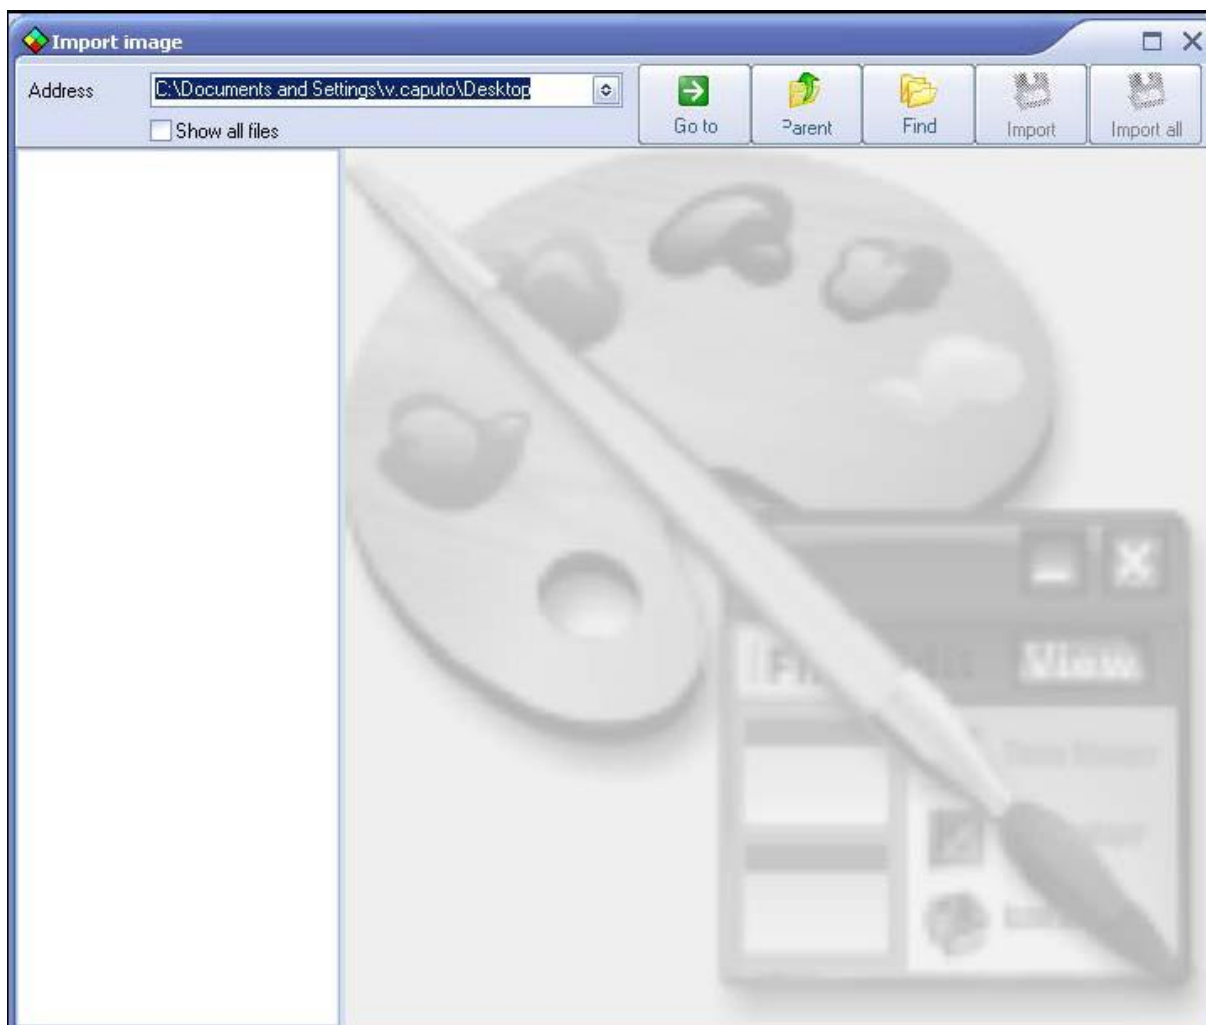 Import image
Address
C:\Documents and Settings\v.caputo\Desktop
Show all files
Go to
Parent
Find
Import
Import all
View